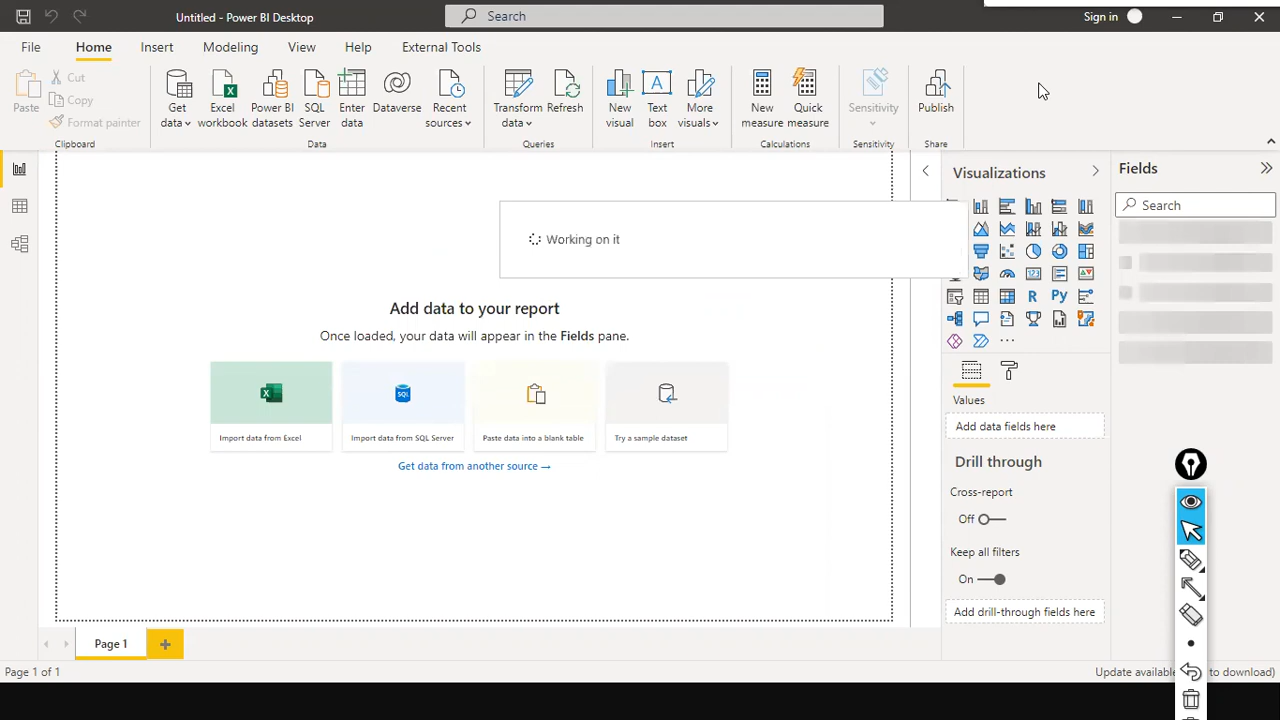 Untitled - Power BI Desktop
Search
Sign in
File
Home
Insert
Modeling
View
Help
External Tools
Paste
Cut
Copy
Format painter
Clipboard
Get data
Excel workbook
Power BI datasets
SQL Server
Enter data
Dataverse
Recent sources
Data
Transform data
Refresh
Queries
New visual
Text box
More visuals
Insert
New measure
Quick measure
Calculations
Sensitivity
Sensitivity
Publish
Share
Working on it
Add data to your report
Once loaded, your data will appear in the Fields pane.
SQL
Import data from Excel
Import data from SQL Server
Paste data into a blank table
Try a sample dataset
Get data from another source →
Visualizations
123
R
Py
Values
Add data fields here
Drill through
Cross-report
Off
Keep all filters
On
Add drill-through fields here
Fields
Search
Page 1
Page 1 of 1
Update available to download)